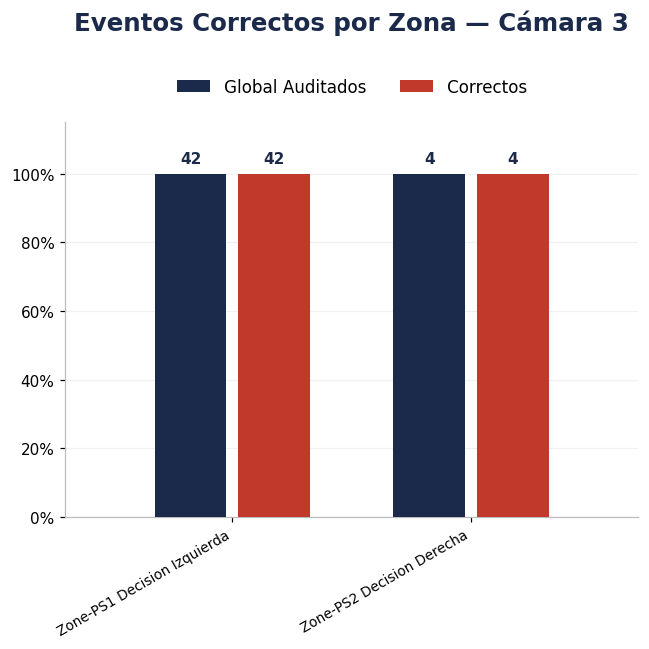 Eventos Correctos por Zona — Cámara 3
Global Auditados
Correctos
42
42
4
4
100%
80%
60%
40%
20%
0%
Zone-PS1 Decision Izquierda
Zone-PS2 Decision Derecha